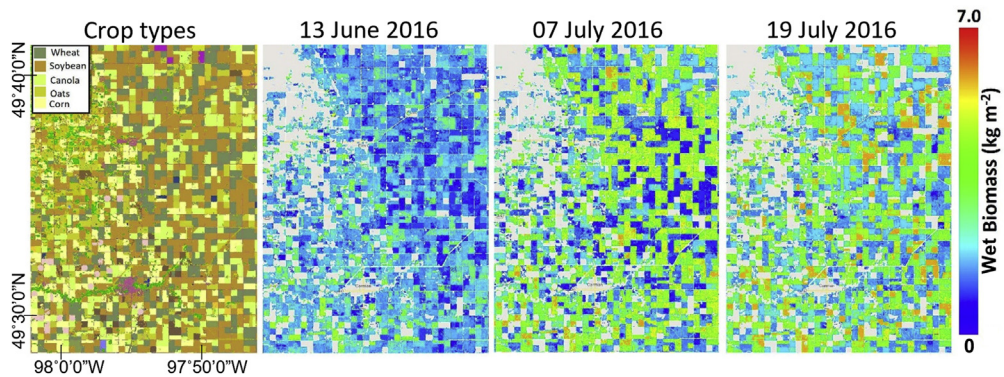 Crop types
13 June 2016
07 July 2016
19 July 2016
Wheat
Soybean
Canola
Oats
Corn
49°40'0"N
49°30'0"N
98°0'0"W
97°50'0"W
7.0
Wet Biomass (kg m-2)
0